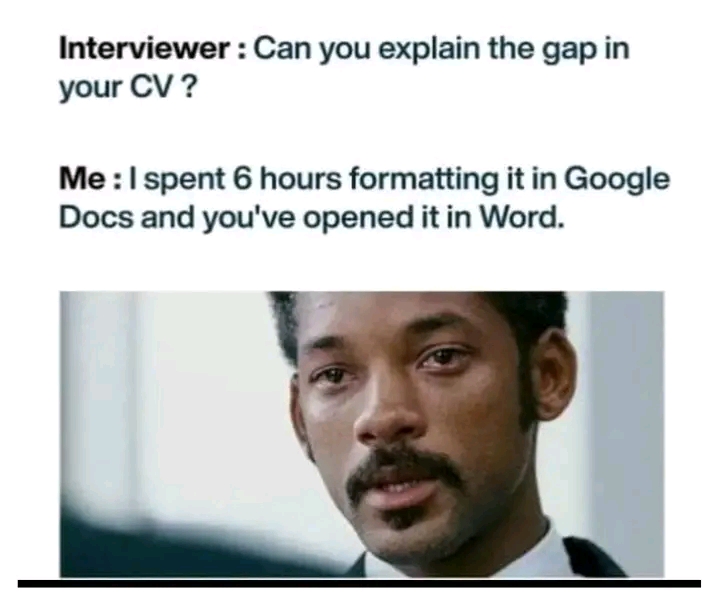 Interviewer : Can you explain the gap in
your CV ?
Me : I spent 6 hours formatting it in Google
Docs and you've opened it in Word.